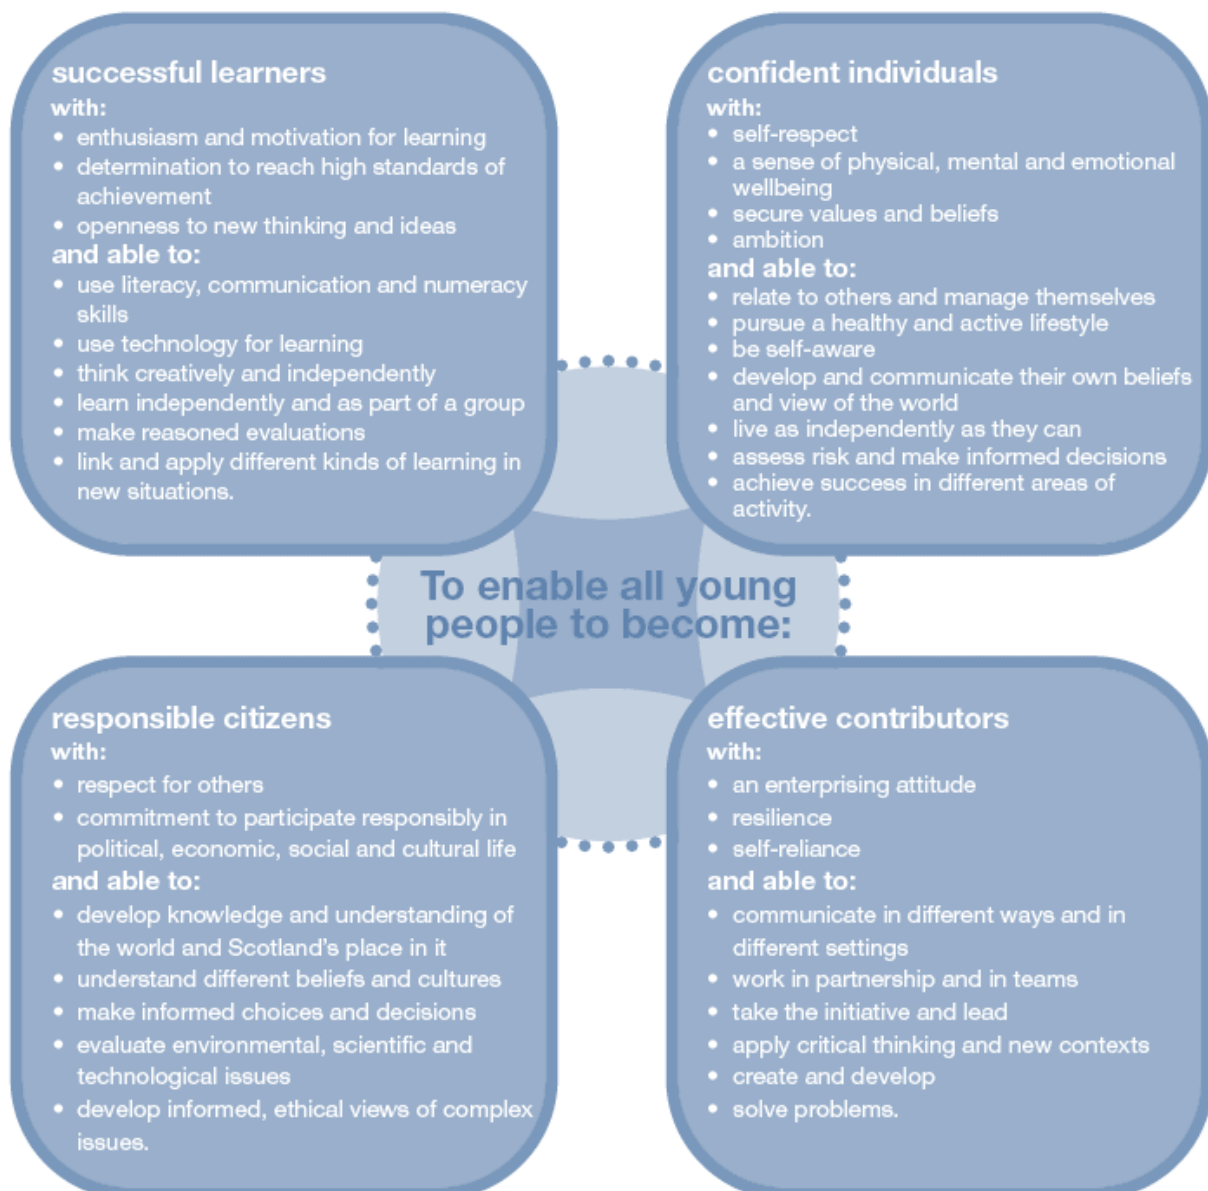 successful learners
with:
• enthusiasm and motivation for learning
• determination to reach high standards of
achievement
• openness to new thinking and ideas
and able to:
• use literacy, communication and numeracy
skills
• use technology for learning
• think creatively and independently
• learn independently and as part of a group
• make reasoned evaluations
• link and apply different kinds of learning in
new situations.
confident individuals
with:
• self-respect
• a sense of physical, mental and emotional
wellbeing
• secure values and beliefs
• ambition
and able to:
• relate to others and manage themselves
• pursue a healthy and active lifestyle
• be self-aware
• develop and communicate their own beliefs
and view of the world
• live as independently as they can
• assess risk and make informed decisions
• achieve success in different areas of
activity.
To enable all young
people to become:
responsible citizens
with:
• respect for others
• commitment to participate responsibly in
political, economic, social and cultural life
and able to:
• develop knowledge and understanding of
the world and Scotland's place in it
• understand different beliefs and cultures
• make informed choices and decisions
• evaluate environmental, scientific and
technological issues
• develop informed, ethical views of complex
issues.
effective contributors
with:
• an enterprising attitude
• resilience
• self-reliance
and able to:
• communicate in different ways and in
different settings
• work in partnership and in teams
• take the initiative and lead
• apply critical thinking and new contexts
• create and develop
• solve problems.